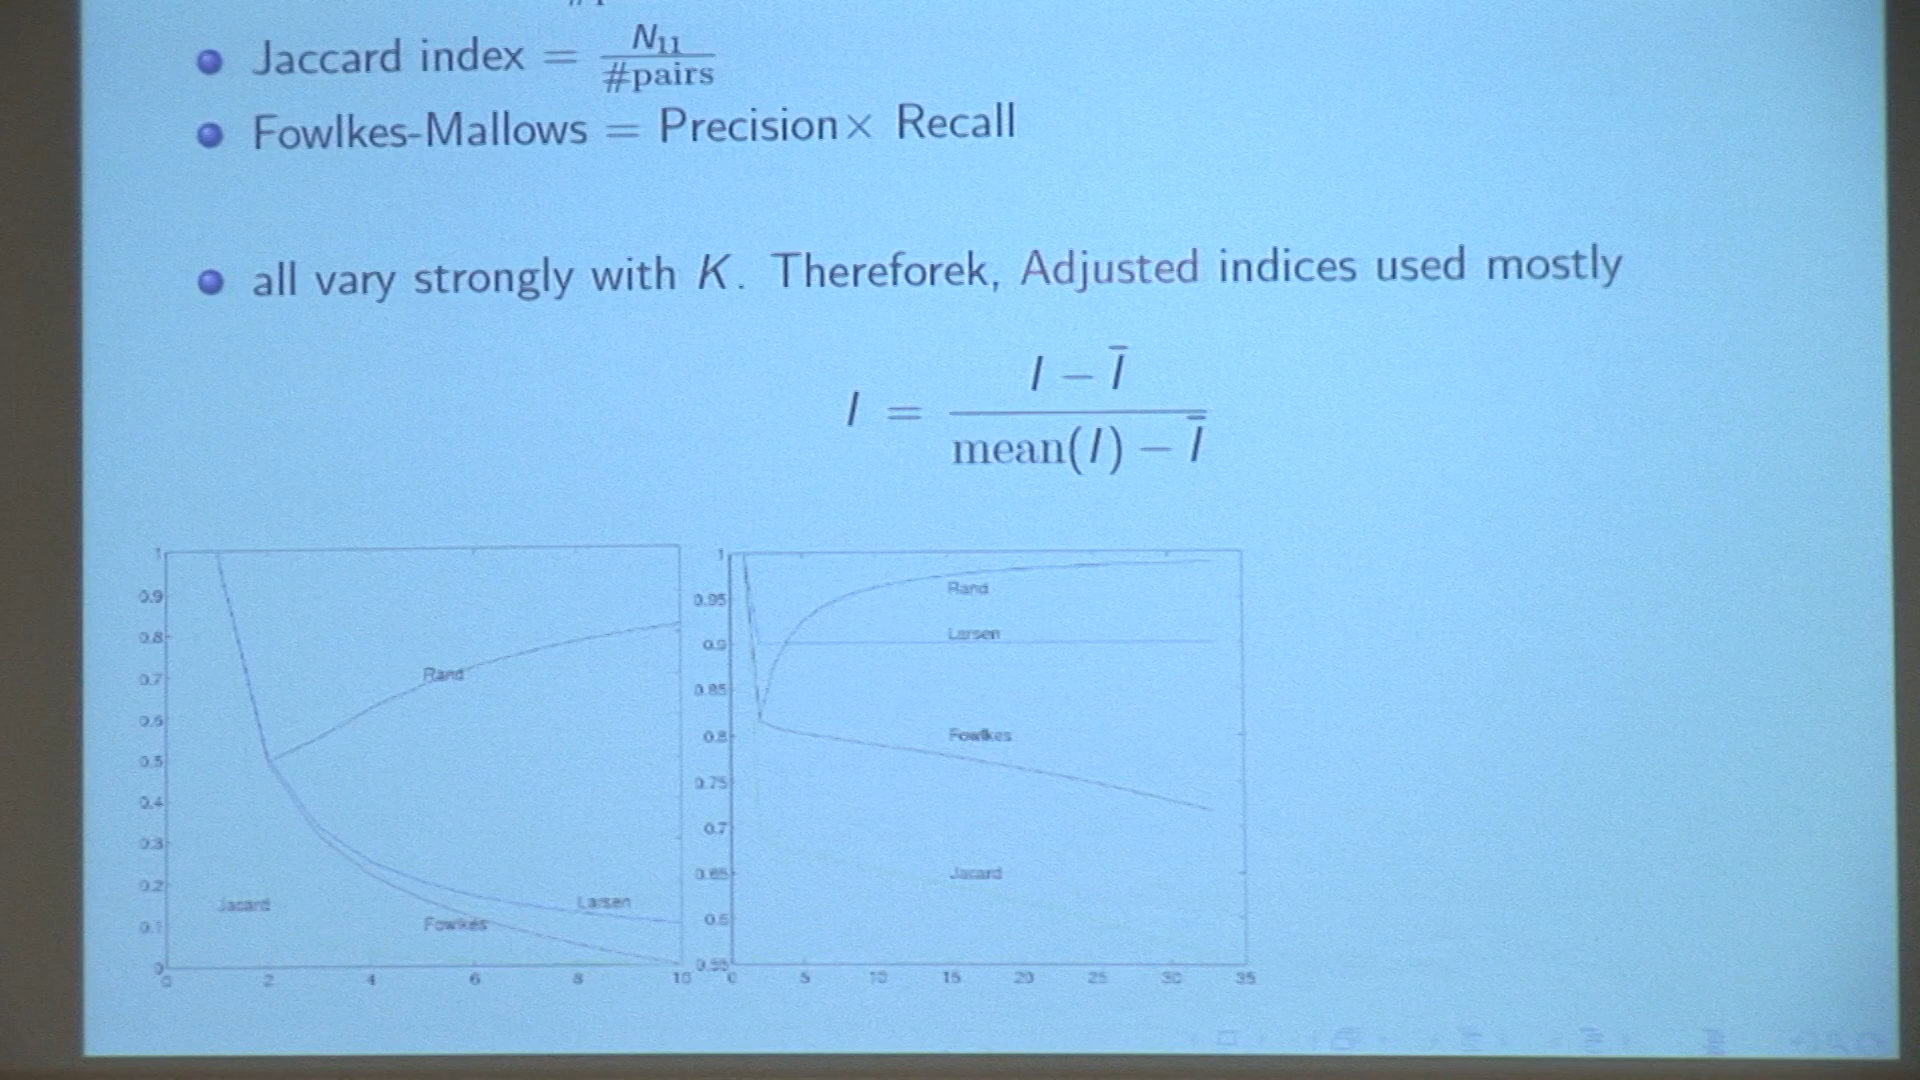 Jaccard index = N₁₁ / #pairs
Fowlkes-Mallows = Precision× Recall
all vary strongly with K. Thereforek, Adjusted indices used mostly
I = (I − Ī) / (mean(I) − Ī)
1
0.9
0.8
0.7
0.6
0.5
0.4
0.3
0.2
0.1
0
0 2 4 6 8 10
Rand
Jacard
Fowlkes
Larsen
1
0.95
0.9
0.85
0.8
0.75
0.7
0.65
0.6
0.55
0 5 10 15 20 25 30 35
Rand
Larsen
Fowlkes
Jacard